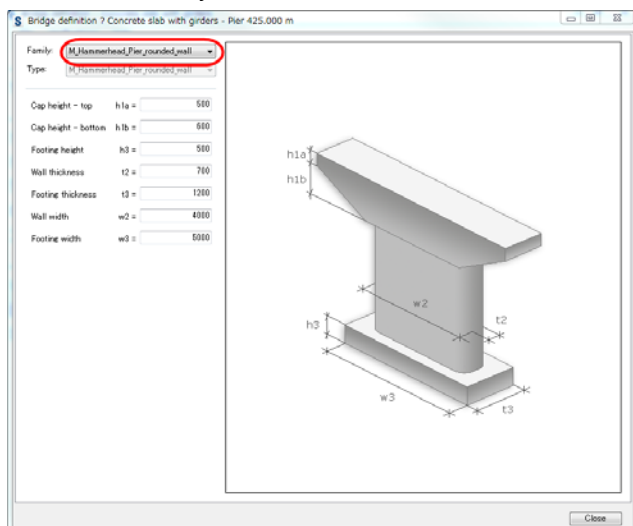 S Bridge definition ? Concrete slab with girders - Pier 425.000 m
Family: M_Hammerhead_Pier_rounded_wall
Type: M_Hammerhead_Pier_rounded_wall
Cap height - top h1a = 500
Cap height - bottom h1b = 600
Footing height h3 = 500
Wall thickness t2 = 700
Footing thickness t3 = 1200
Wall width w2 = 4000
Footing width w3 = 5000
h1a
h1b
w2
t2
h3
w3
t3
Close